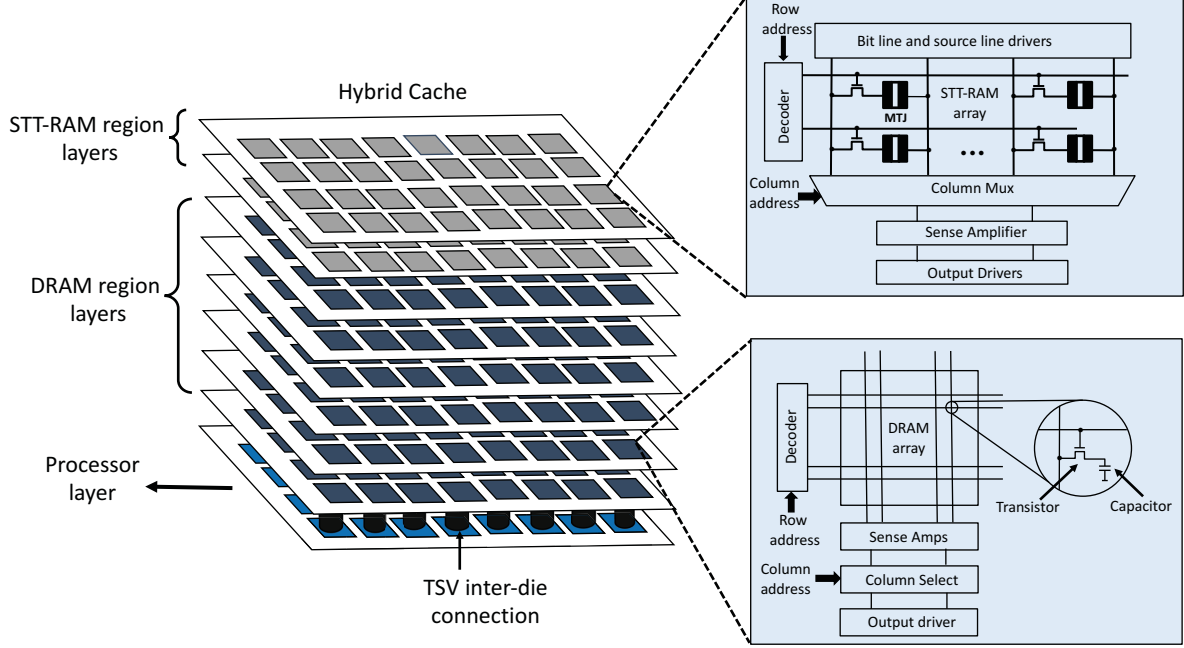 Hybrid Cache
STT-RAM region
layers
DRAM region
layers
Processor
layer
TSV inter-die
connection
Row
address
Bit line and source line drivers
Decoder
STT-RAM
array
MTJ
...
Column
address
Column Mux
Sense Amplifier
Output Drivers
Decoder
DRAM
array
Transistor
Capacitor
Row
address
Sense Amps
Column
address
Column Select
Output driver